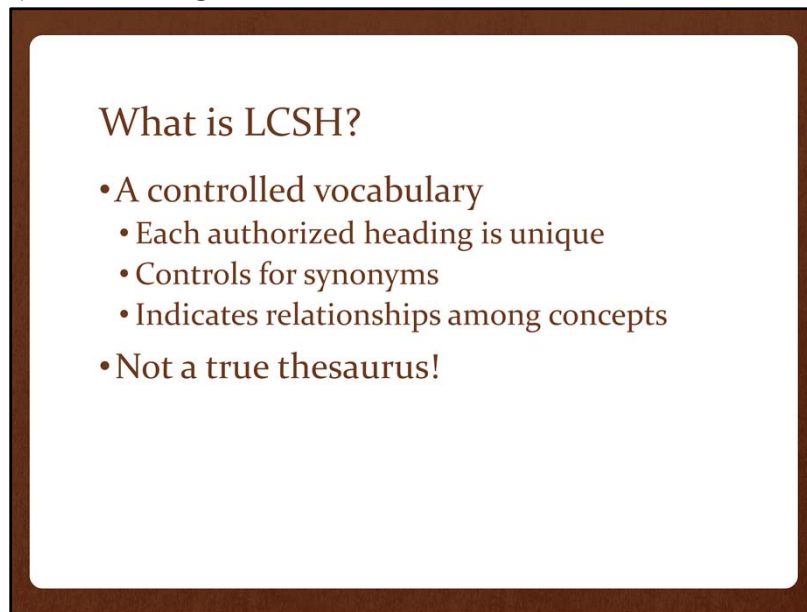 What is LCSH?
•A controlled vocabulary
•Each authorized heading is unique
•Controls for synonyms
•Indicates relationships among concepts
•Not a true thesaurus!